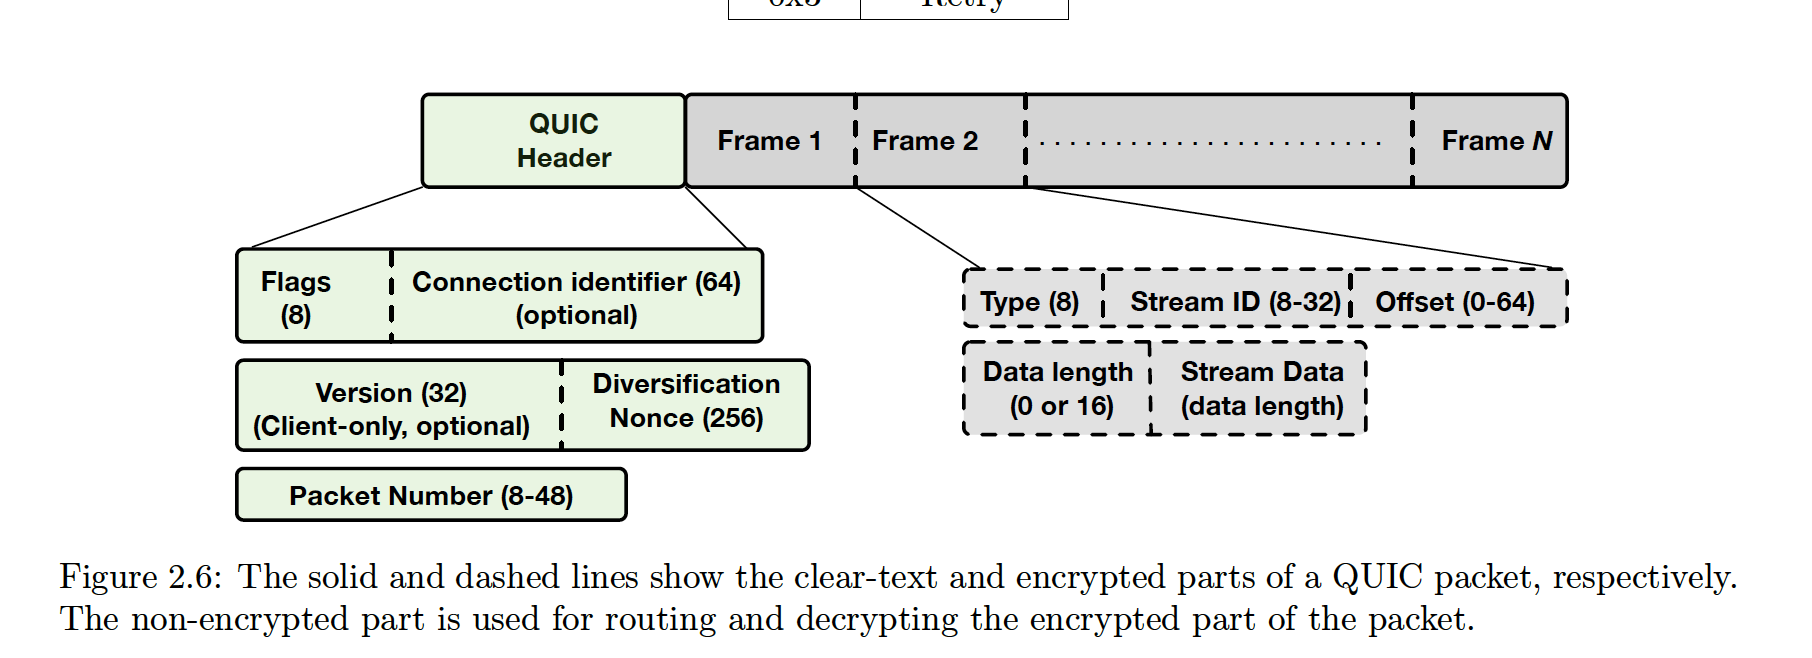 0x3 Retry
QUIC
Header
Frame 1
Frame 2
......................
Frame N
Flags
(8)
Connection identifier (64)
(optional)
Version (32)
(Client-only, optional)
Diversification
Nonce (256)
Packet Number (8-48)
Type (8)
Stream ID (8-32)
Offset (0-64)
Data length
(0 or 16)
Stream Data
(data length)
Figure 2.6: The solid and dashed lines show the clear-text and encrypted parts of a QUIC packet, respectively.
The non-encrypted part is used for routing and decrypting the encrypted part of the packet.